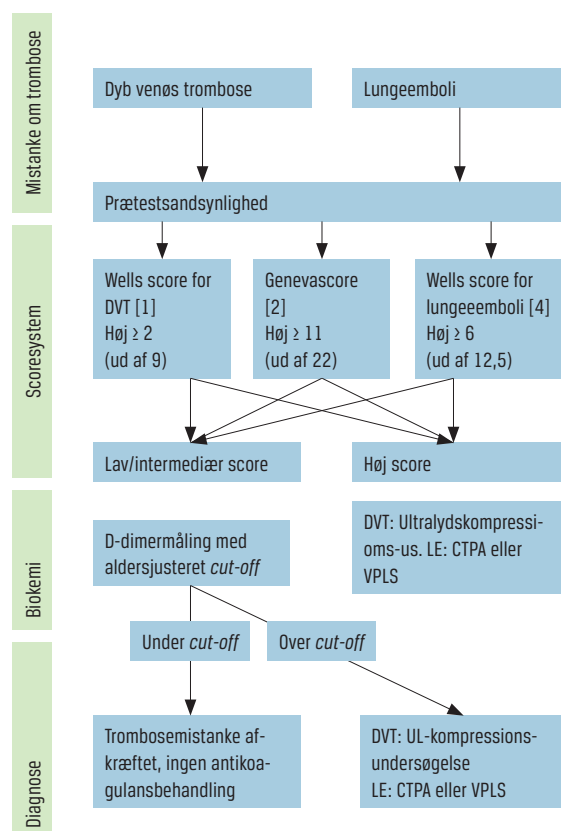 Mistanke om trombose
Dyb venøs trombose
Lungeemboli
Prætestsandsynlighed
Scoresystem
Wells score for
DVT [1]
Høj ≥ 2
(ud af 9)
Genevascore
[2]
Høj ≥ 11
(ud af 22)
Wells score for
lungeeemboli [4]
Høj ≥ 6
(ud af 12,5)
Lav/intermediær score
Høj score
Biokemi
D-dimermåling med
aldersjusteret cut-off
DVT: Ultralydskompressi-
oms-us. LE: CTPA eller
VPLS
Under cut-off
Over cut-off
Diagnose
Trombosemistanke af-
kræftet, ingen antikoa-
gulansbehandling
DVT: UL-kompressions-
undersøgelse
LE: CTPA eller VPLS